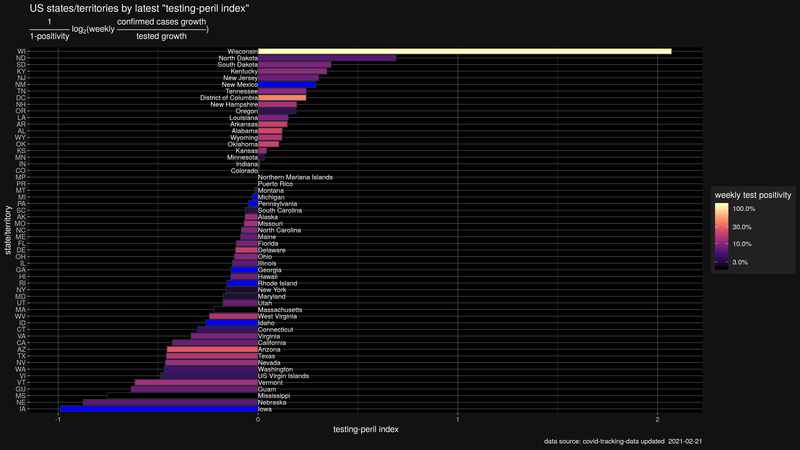 US states/territories by latest "testing-peril index"
1 confirmed cases growth
1-positivity log2(weekly tested growth)
WI Wisconsin
ND North Dakota
SD South Dakota
KY Kentucky
NJ New Jersey
NM New Mexico
TN Tennessee
DC District of Columbia
NH New Hampshire
OR Oregon
LA Louisiana
AR Arkansas
AL Alabama
WY Wyoming
OK Oklahoma
KS Kansas
MN Minnesota
IN Indiana
CO Colorado
MP Northern Mariana Islands
PR Puerto Rico
MT Montana
MI Michigan
PA Pennsylvania
SC South Carolina
AK Alaska
MO Missouri
NC North Carolina
ME Maine
FL Florida
DE Delaware
OH Ohio
IL Illinois
GA Georgia
HI Hawaii
RI Rhode Island
NY New York
MD Maryland
UT Utah
MA Massachusetts
WV West Virginia
ID Idaho
CT Connecticut
VA Virginia
CA California
AZ Arizona
TX Texas
NV Nevada
WA Washington
VI US Virgin Islands
VT Vermont
GU Guam
MS Mississippi
NE Nebraska
IA Iowa
state/territory
-1 0 1 2
testing-peril index
weekly test positivity
100.0%
30.0%
10.0%
3.0%
data source: covid-tracking-data updated 2021-02-21